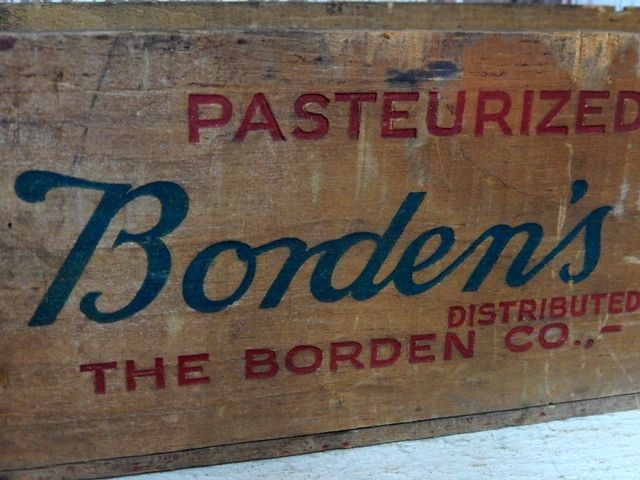 PASTEURIZED
Borden's
DISTRIBUTED
THE BORDEN CO., -